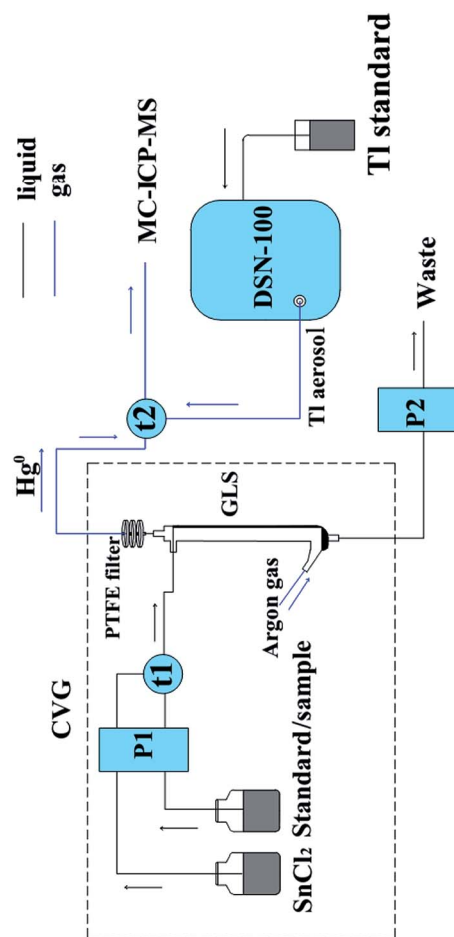 liquid
gas
MC-ICP-MS
Hg⁰
t2
DSN-100
Tl standard
Tl aerosol
CVG
PTFE filter
P1
t1
GLS
Argon gas
SnCl₂ Standard/sample
P2
Waste